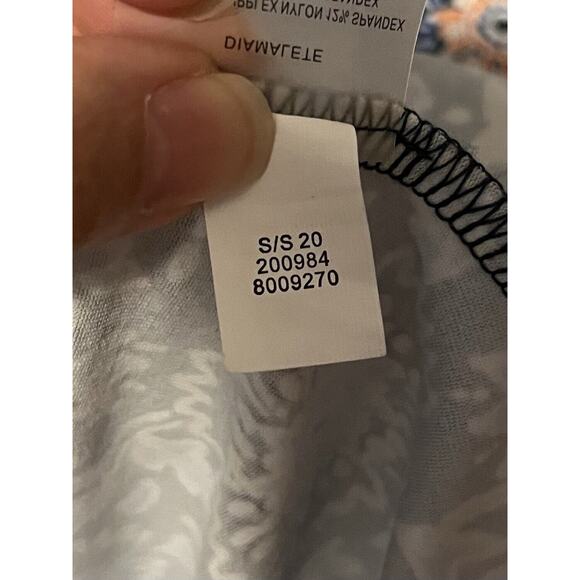 DIAMALETE
NYLON 12% SPANDEX
S/S 20
200984
8009270